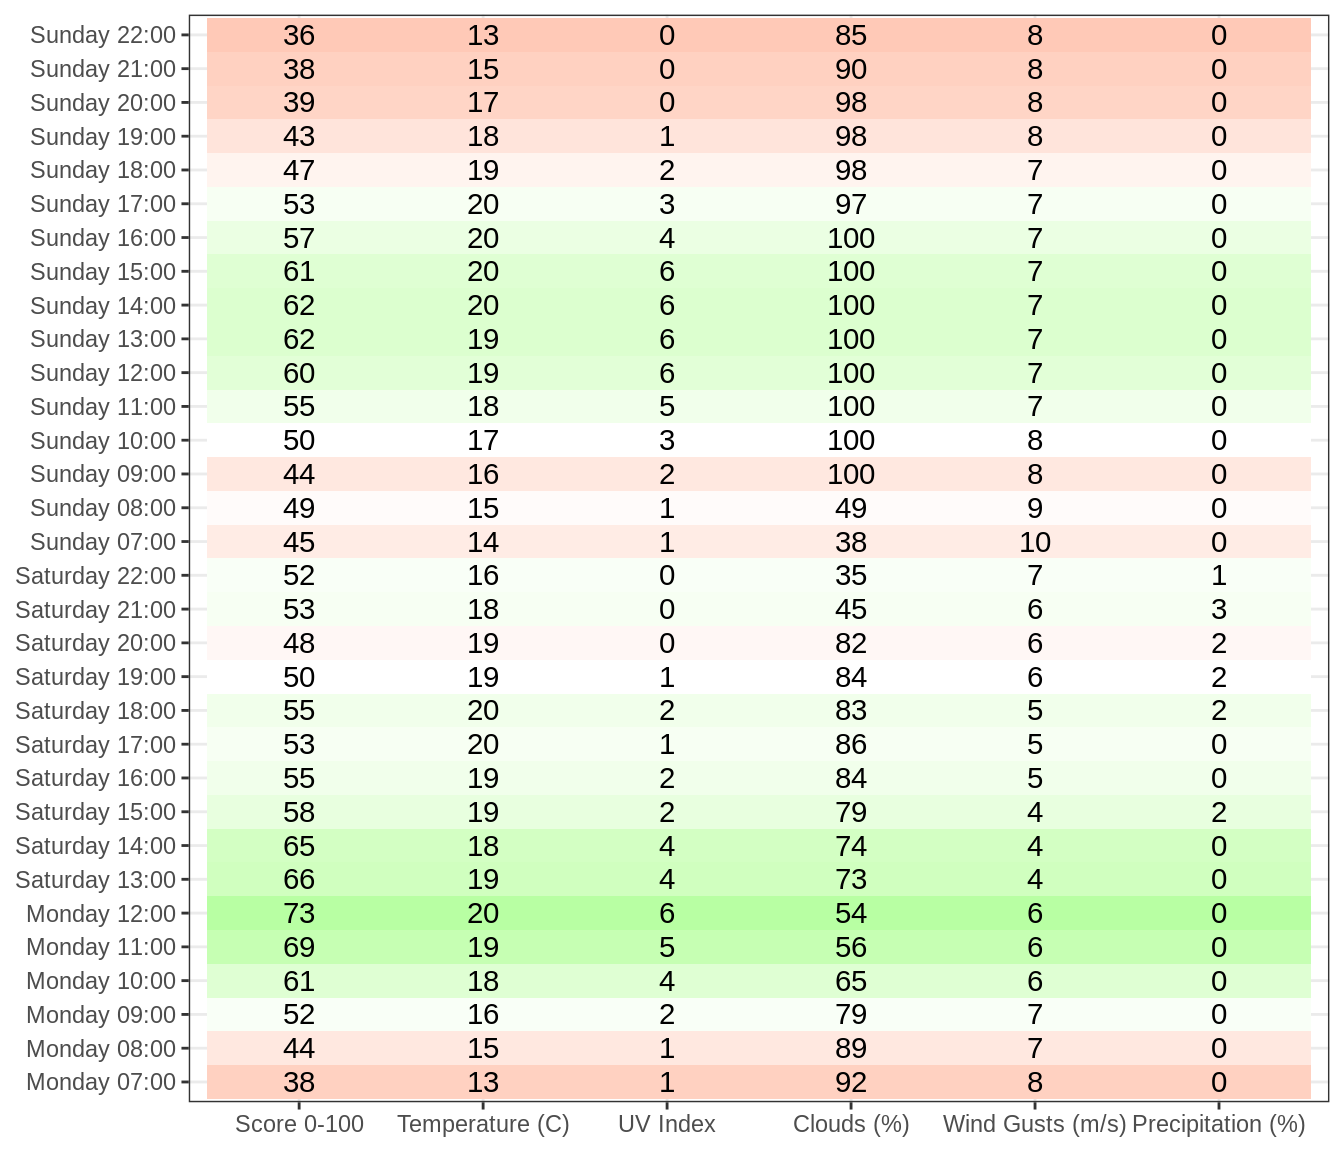 Sunday 22:00 36 13 0 85 8 0
Sunday 21:00 38 15 0 90 8 0
Sunday 20:00 39 17 0 98 8 0
Sunday 19:00 43 18 1 98 8 0
Sunday 18:00 47 19 2 98 7 0
Sunday 17:00 53 20 3 97 7 0
Sunday 16:00 57 20 4 100 7 0
Sunday 15:00 61 20 6 100 7 0
Sunday 14:00 62 20 6 100 7 0
Sunday 13:00 62 19 6 100 7 0
Sunday 12:00 60 19 6 100 7 0
Sunday 11:00 55 18 5 100 7 0
Sunday 10:00 50 17 3 100 8 0
Sunday 09:00 44 16 2 100 8 0
Sunday 08:00 49 15 1 49 9 0
Sunday 07:00 45 14 1 38 10 0
Saturday 22:00 52 16 0 35 7 1
Saturday 21:00 53 18 0 45 6 3
Saturday 20:00 48 19 0 82 6 2
Saturday 19:00 50 19 1 84 6 2
Saturday 18:00 55 20 2 83 5 2
Saturday 17:00 53 20 1 86 5 0
Saturday 16:00 55 19 2 84 5 0
Saturday 15:00 58 19 2 79 4 2
Saturday 14:00 65 18 4 74 4 0
Saturday 13:00 66 19 4 73 4 0
Monday 12:00 73 20 6 54 6 0
Monday 11:00 69 19 5 56 6 0
Monday 10:00 61 18 4 65 6 0
Monday 09:00 52 16 2 79 7 0
Monday 08:00 44 15 1 89 7 0
Monday 07:00 38 13 1 92 8 0
Score 0-100 Temperature (C) UV Index Clouds (%) Wind Gusts (m/s) Precipitation (%)